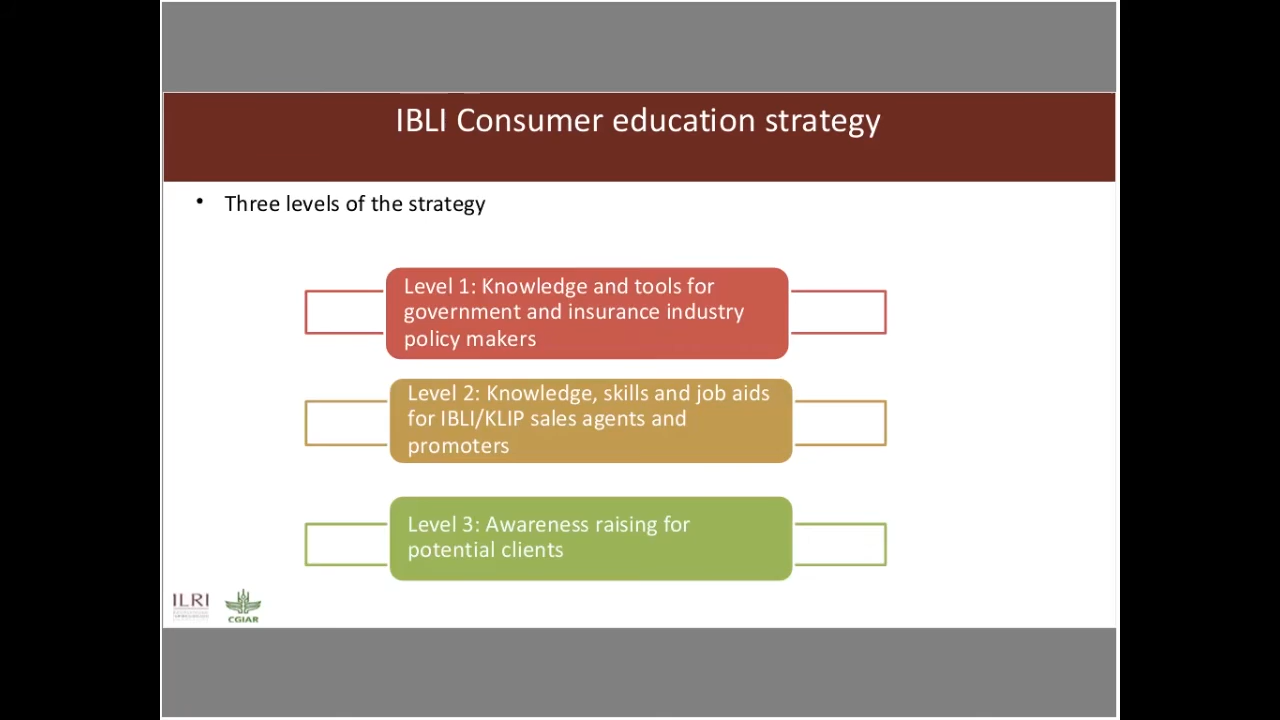 IBLI Consumer education strategy
• Three levels of the strategy
Level 1: Knowledge and tools for
government and insurance industry
policy makers
Level 2: Knowledge, skills and job aids
for IBLI/KLIP sales agents and
promoters
Level 3: Awareness raising for
potential clients
ILRI
CGIAR